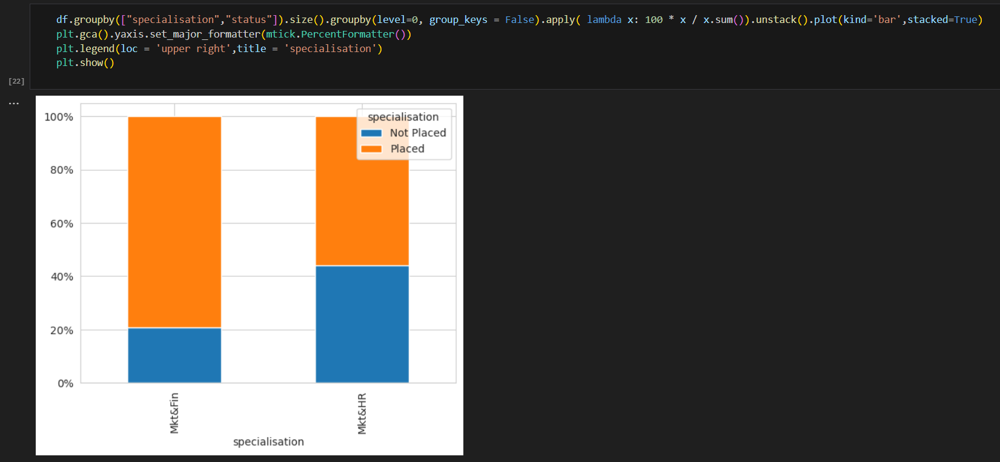 df.groupby(["specialisation","status"]).size().groupby(level=0, group_keys = False).apply( lambda x: 100 * x / x.sum()).unstack().plot(kind='bar',stacked=True)
plt.gca().yaxis.set_major_formatter(mtick.PercentFormatter())
plt.legend(loc = 'upper right',title = 'specialisation')
plt.show()
[22]
...
specialisation
Not Placed
Placed
100%
80%
60%
40%
20%
0%
Mkt&Fin
Mkt&HR
specialisation